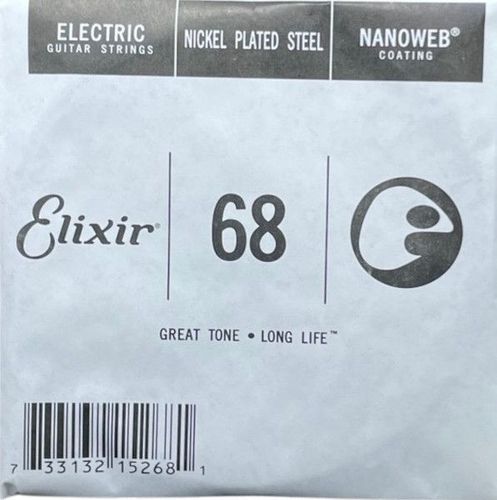 ELECTRIC
GUITAR STRINGS
NICKEL PLATED STEEL
NANOWEB®
COATING
Elixir®
68
GREAT TONE • LONG LIFE™
7 33132 15268 1